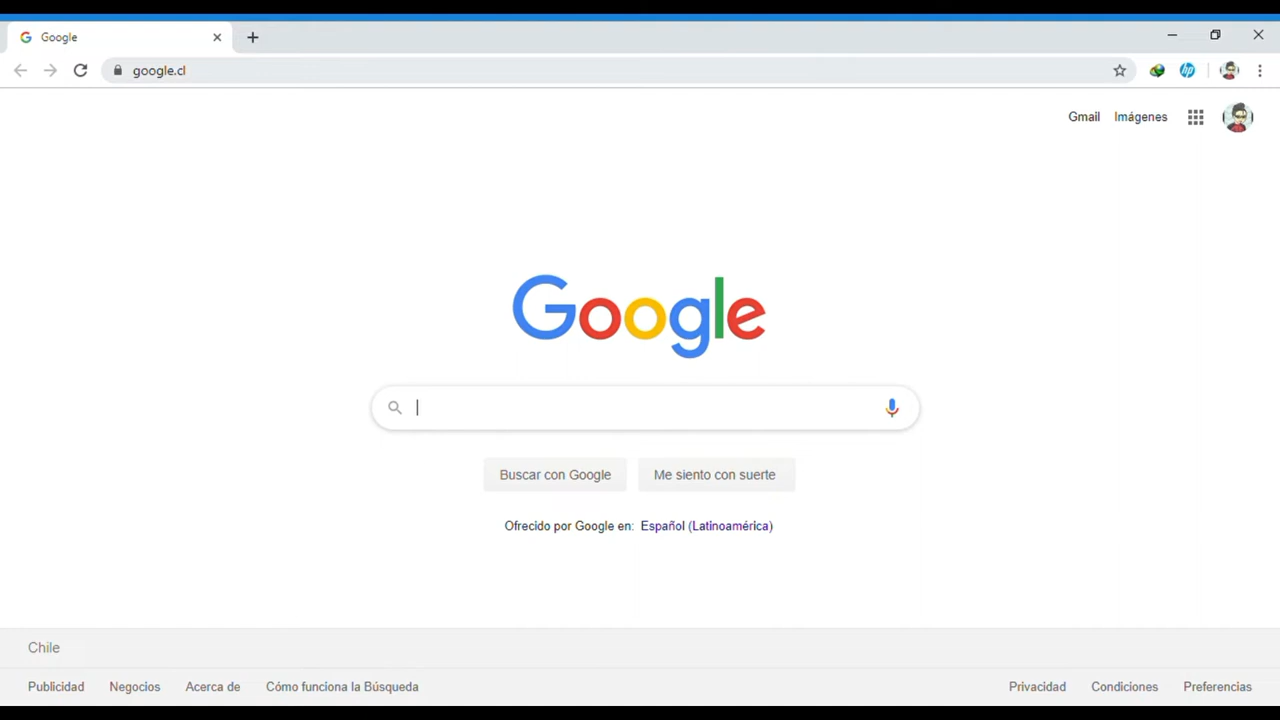 Google
google.cl
hp
Gmail Imágenes
Google
Buscar con Google Me siento con suerte
Ofrecido por Google en: Español (Latinoamérica)
Chile
Publicidad Negocios Acerca de Cómo funciona la Búsqueda Privacidad Condiciones Preferencias